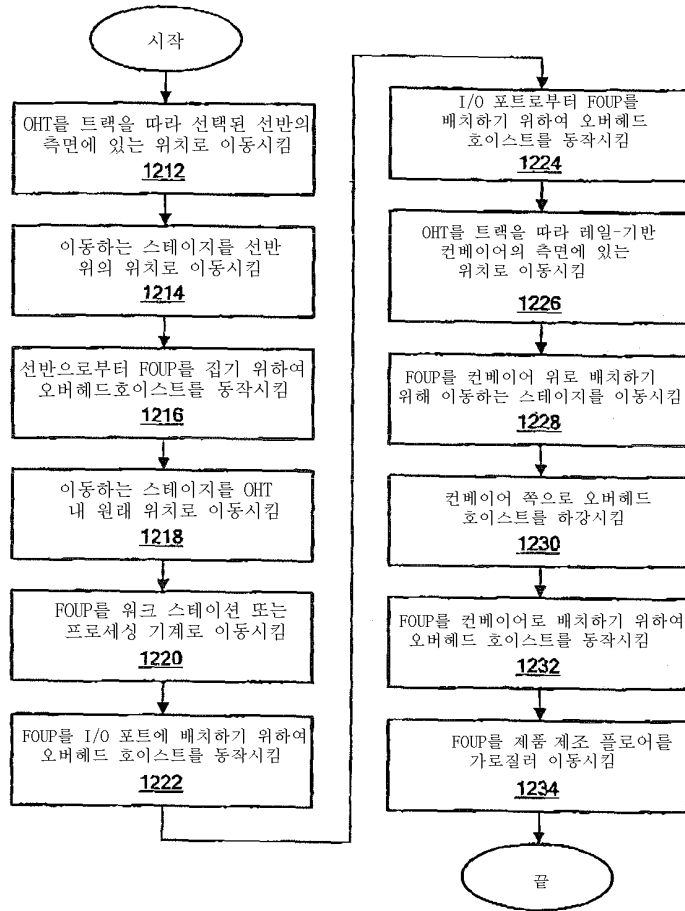 시작
OHT를 트랙을 따라 선택된 선반의
측면에 있는 위치로 이동시킴
1212
이동하는 스테이지를 선반
위의 위치로 이동시킴
1214
선반으로부터 FOUP를 집기 위하여
오버헤드호이스트를 동작시킴
1216
이동하는 스테이지를 OHT
내 원래 위치로 이동시킴
1218
FOUP를 워크 스테이션 또는
프로세싱 기계로 이동시킴
1220
FOUP를 I/O 포트에 배치하기 위하여
오버헤드 호이스트를 동작시킴
1222
I/O 포트로부터 FOUP를
배치하기 위하여 오버헤드
호이스트를 동작시킴
1224
OHT를 트랙을 따라 레일-기반
컨베이어의 측면에 있는
위치로 이동시킴
1226
FOUP를 컨베이어 위로 배치하기
위해 이동하는 스테이지를 이동시킴
1228
컨베이어 쪽으로 오버헤드
호이스트를 하강시킴
1230
FOUP를 컨베이어로 배치하기 위하여
오버헤드 호이스트를 동작시킴
1232
FOUP를 제품 제조 플로어를
가로질러 이동시킴
1234
끝